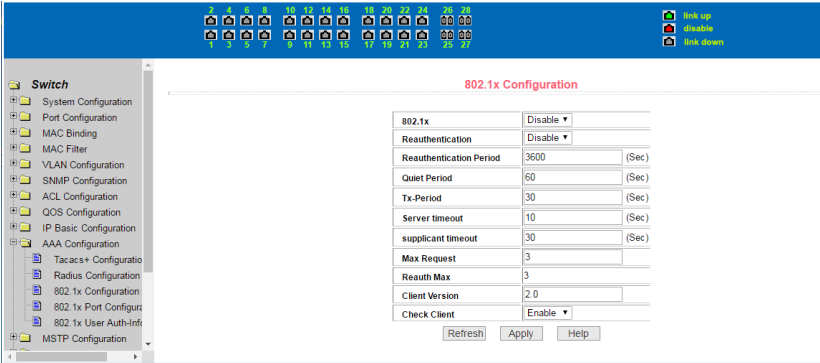 2 4 6 8 10 12 14 16 18 20 22 24 26 28
1 3 5 7 9 11 13 15 17 19 21 23 25 27
link up
disable
link down
Switch
System Configuration
Port Configuration
MAC Binding
MAC Filter
VLAN Configuration
SNMP Configuration
ACL Configuration
QOS Configuration
IP Basic Configuration
AAA Configuration
Tacacs+ Configuratio
Radius Configuration
802.1x Configuration
802.1x Port Configura
802.1x User Auth-Info
MSTP Configuration
802.1x Configuration
802.1x Disable
Reauthentication Disable
Reauthentication Period 3600 (Sec)
Quiet Period 60 (Sec)
Tx-Period 30 (Sec)
Server timeout 10 (Sec)
supplicant timeout 30 (Sec)
Max Request 3
Reauth Max 3
Client Version 2.0
Check Client Enable
Refresh Apply Help